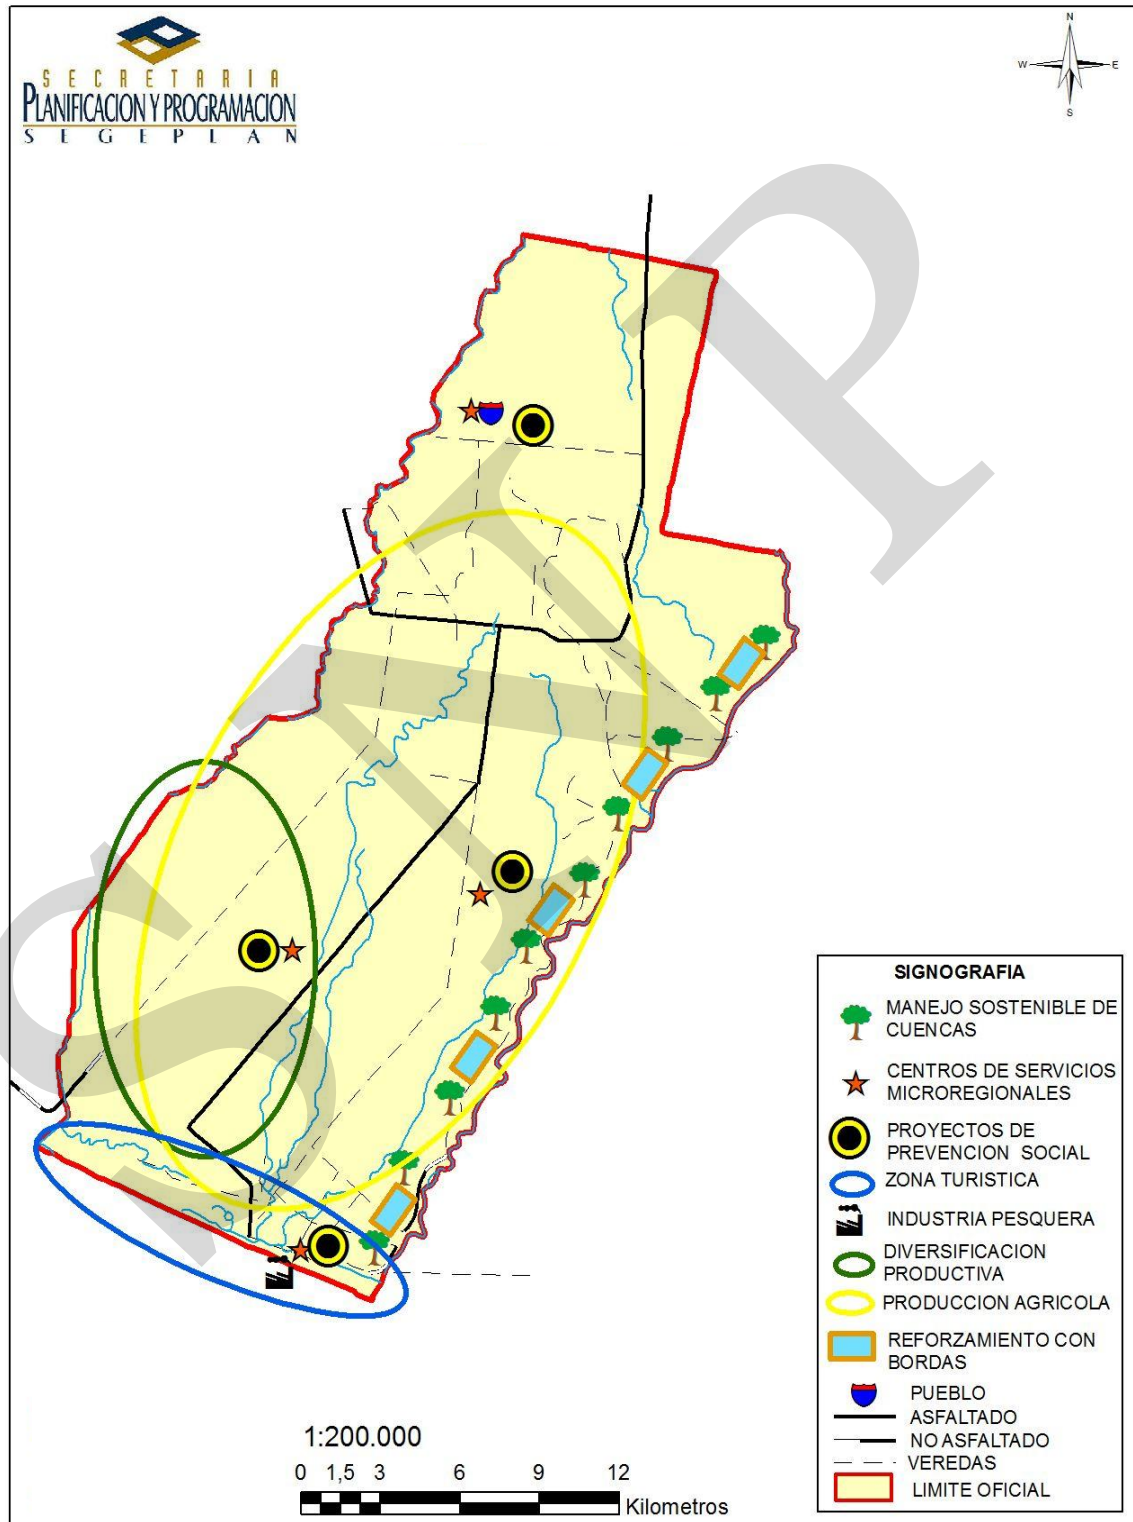 SECRETARIA
PLANIFICACION Y PROGRAMACION
SEGEPLAN
N
W E
S
SNIP
SIGNOGRAFIA
MANEJO SOSTENIBLE DE
CUENCAS
CENTROS DE SERVICIOS
MICROREGIONALES
PROYECTOS DE
PREVENCION SOCIAL
ZONA TURISTICA
INDUSTRIA PESQUERA
DIVERSIFICACION
PRODUCTIVA
PRODUCCION AGRICOLA
REFORZAMIENTO CON
BORDAS
PUEBLO
ASFALTADO
NO ASFALTADO
VEREDAS
LIMITE OFICIAL
1:200.000
0 1,5 3 6 9 12
Kilometros